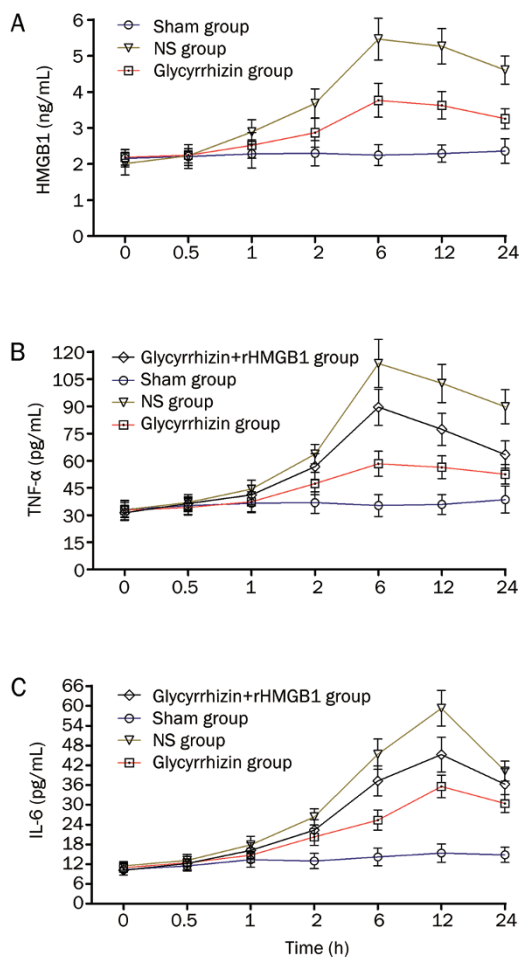 A
Sham group
NS group
Glycyrrhizin group
HMGB1 (ng/mL)
6
5
4
3
2
1
0
0 0.5 1 2 6 12 24
B
Glycyrrhizin+rHMGB1 group
Sham group
NS group
Glycyrrhizin group
TNF-α (pg/mL)
120
105
90
75
60
45
30
15
0
0 0.5 1 2 6 12 24
C
Glycyrrhizin+rHMGB1 group
Sham group
NS group
Glycyrrhizin group
IL-6 (pg/mL)
66
60
54
48
42
36
30
24
18
12
6
0
0 0.5 1 2 6 12 24
Time (h)